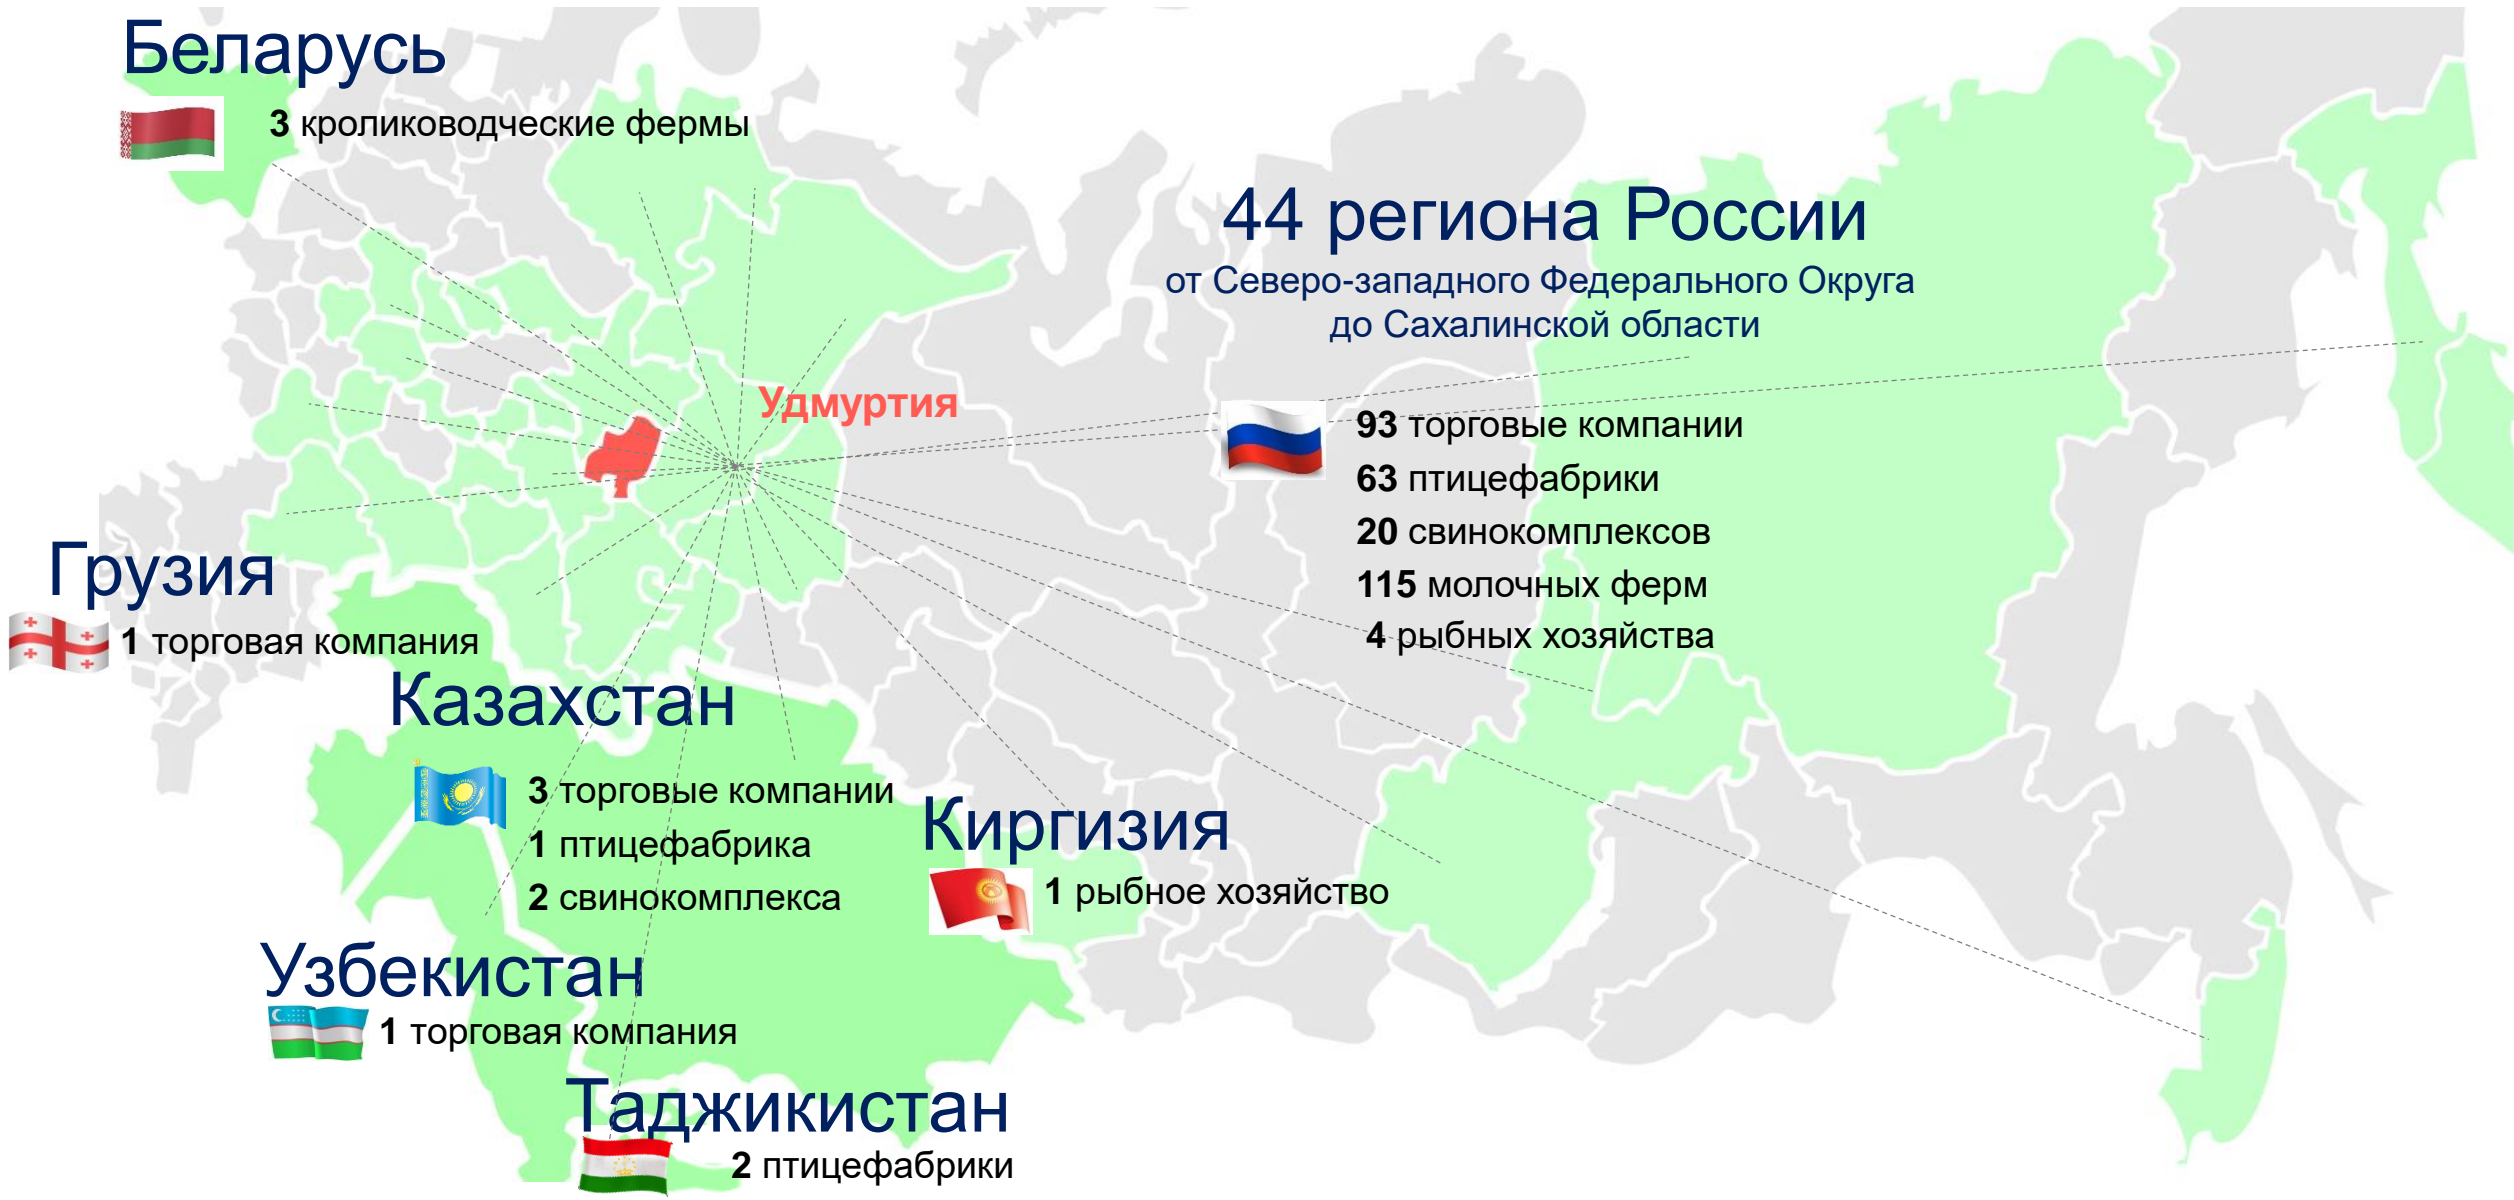 Беларусь
3 кролиководческие фермы
44 региона России
от Северо-западного Федерального Округа
до Сахалинской области
Удмуртия
93 торговые компании
63 птицефабрики
20 свинокомплексов
115 молочных ферм
4 рыбных хозяйства
Грузия
1 торговая компания
Казахстан
3 торговые компании
1 птицефабрика
2 свинокомплекса
Киргизия
1 рыбное хозяйство
Узбекистан
1 торговая компания
Таджикистан
2 птицефабрики